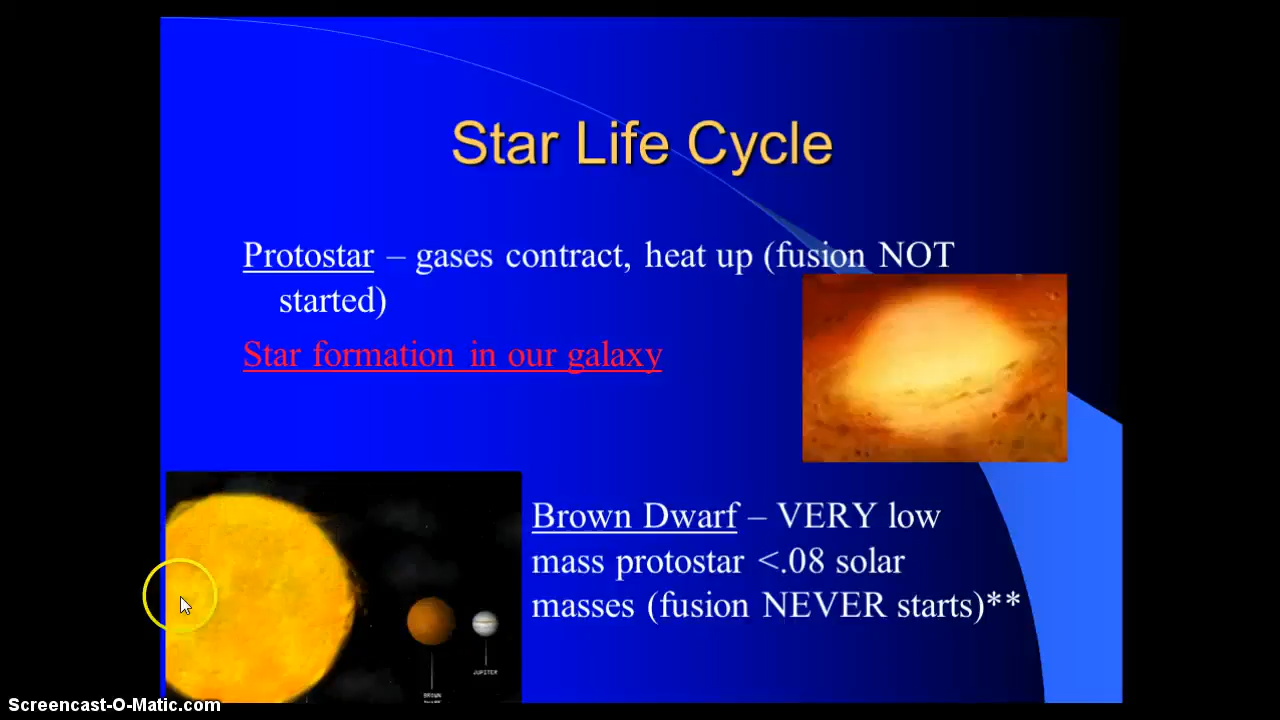 Star Life Cycle
Protostar – gases contract, heat up (fusion NOT
started)
Star formation in our galaxy
Brown Dwarf – VERY low
mass protostar <.08 solar
masses (fusion NEVER starts)**
JUPITER
BROWN
Screencast-O-Matic.com